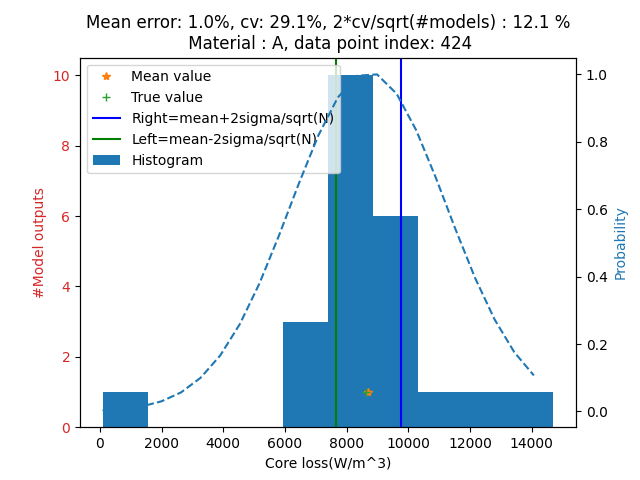 Mean error: 1.0%, cv: 29.1%, 2*cv/sqrt(#models) : 12.1 %
Material : A, data point index: 424
Mean value
True value
Right=mean+2sigma/sqrt(N)
Left=mean-2sigma/sqrt(N)
Histogram
#Model outputs
10
8
6
4
2
0
Probability
1.0
0.8
0.6
0.4
0.2
0.0
0 2000 4000 6000 8000 10000 12000 14000
Core loss(W/m^3)